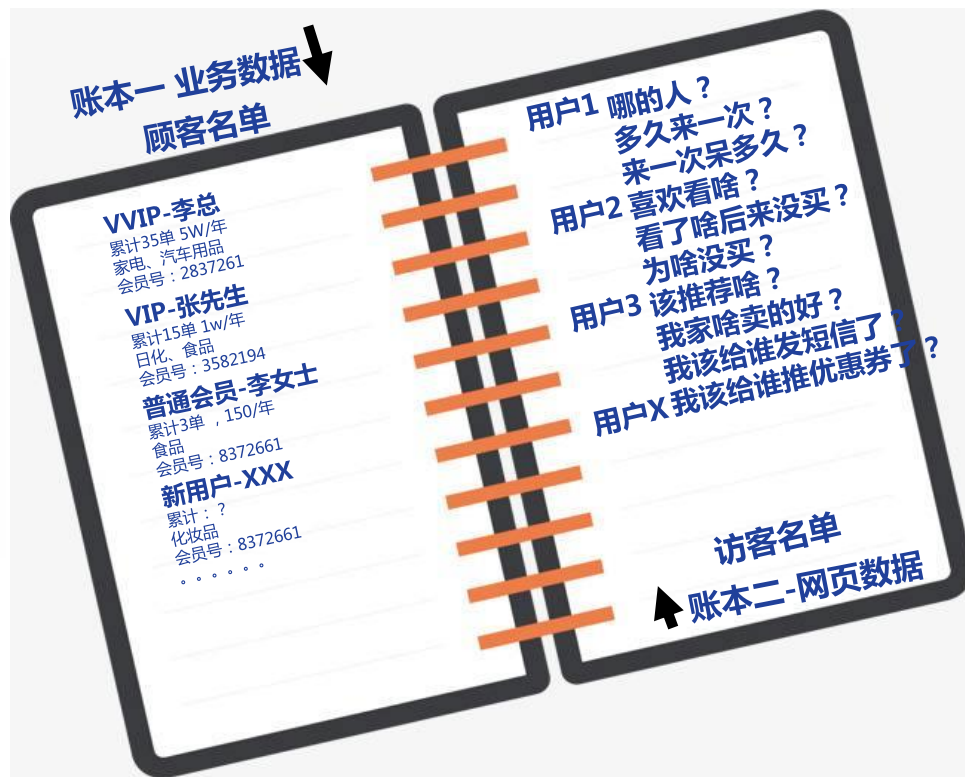 账本一 业务数据
顾客名单
VVIP-李总
累计35单 5W/年
家电、汽车用品
会员号：2837261
VIP-张先生
累计15单 1w/年
日化、食品
会员号：3582194
普通会员-李女士
累计3单 ，150/年
食品
会员号：8372661
新用户-XXX
累计：？
化妆品
会员号：8372661
。。。。。。
用户1 哪的人？
多久来一次？
来一次呆多久？
用户2 喜欢看啥？
看了啥后来没买？
为啥没买？
用户3 该推荐啥？
我家啥卖的好？
我该给谁发短信了？
用户X 我该给谁推优惠券了？
访客名单
账本二-网页数据